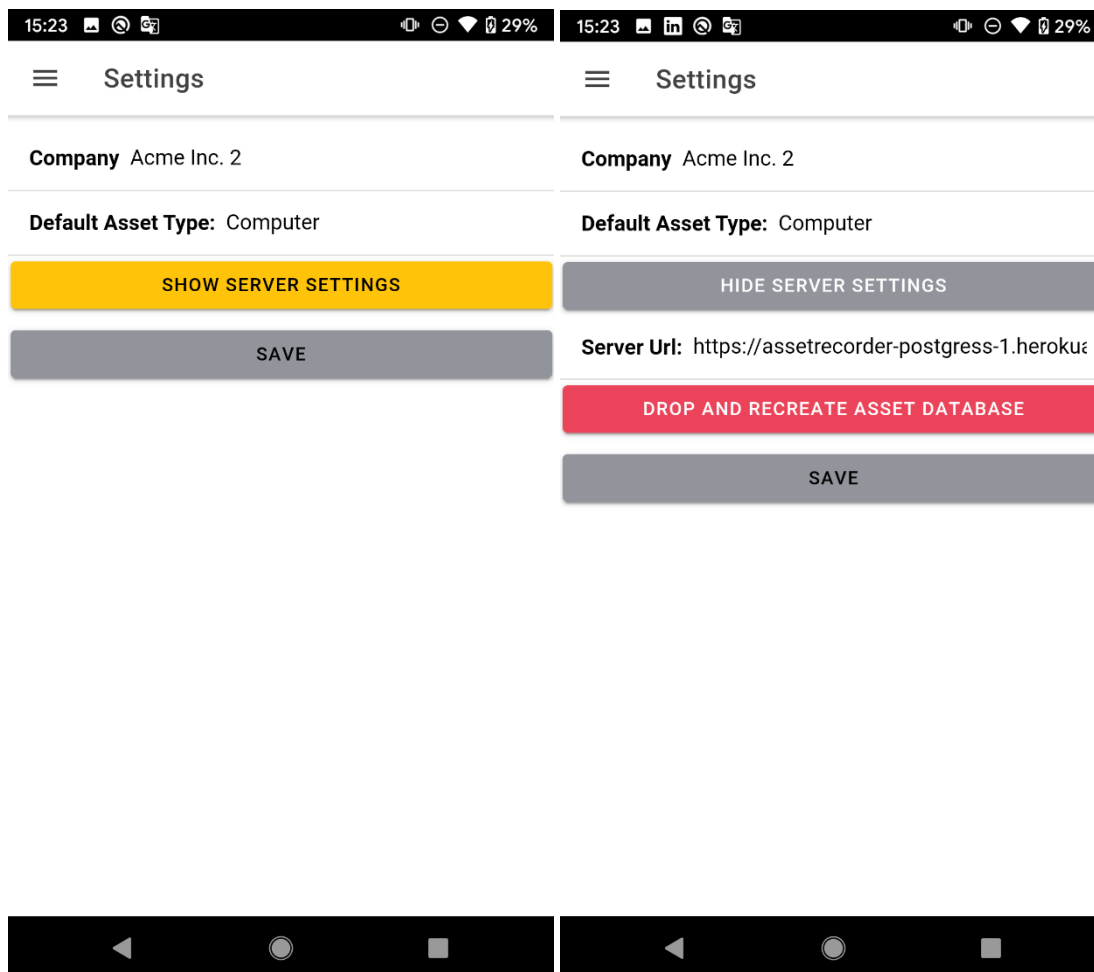 15:23 29%
Settings
Company Acme Inc. 2
Default Asset Type: Computer
SHOW SERVER SETTINGS
SAVE
15:23 in 29%
Settings
Company Acme Inc. 2
Default Asset Type: Computer
HIDE SERVER SETTINGS
Server Url: https://assetrecorder-postgress-1.herokua
DROP AND RECREATE ASSET DATABASE
SAVE